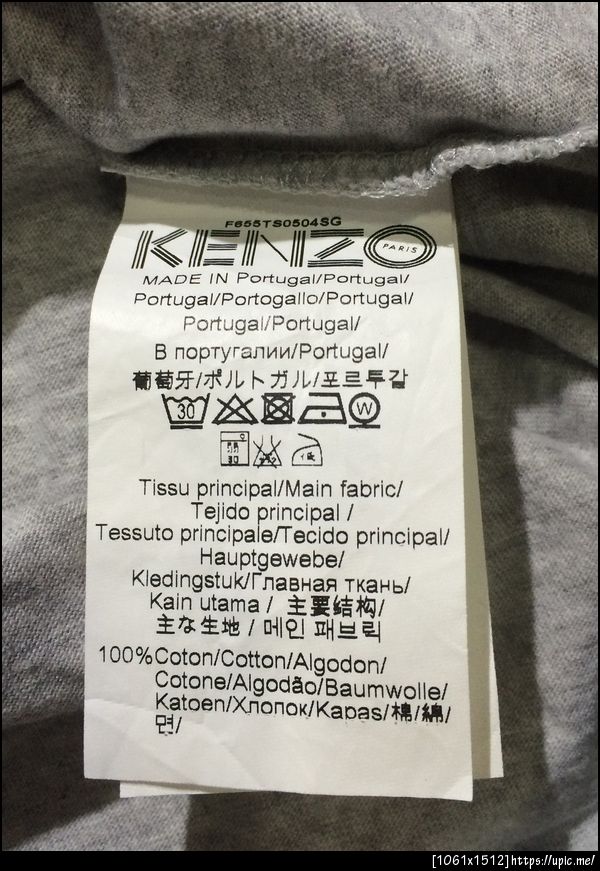 F655TS0504SG
KENZO
PARIS
MADE IN Portugal/Portugal/
Portugal/Portogallo/Portugal/
Portugal/Portugal/
В португалии/Portugal/
葡萄牙/ポルトガル/포르투갈
30 W
30
Tissu principal/Main fabric/
Tejido principal /
Tessuto principale/Tecido principal/
Hauptgewebe/
Kledingstuk/Главная ткань/
Kain utama / 主要结构/
主な生地 / 메인 패브릭
100%Coton/Cotton/Algodon/
Cotone/Algodão/Baumwolle/
Katoen/Хлопок/Kapas/棉/綿/
면/
[1061x1512]https://upic.me/